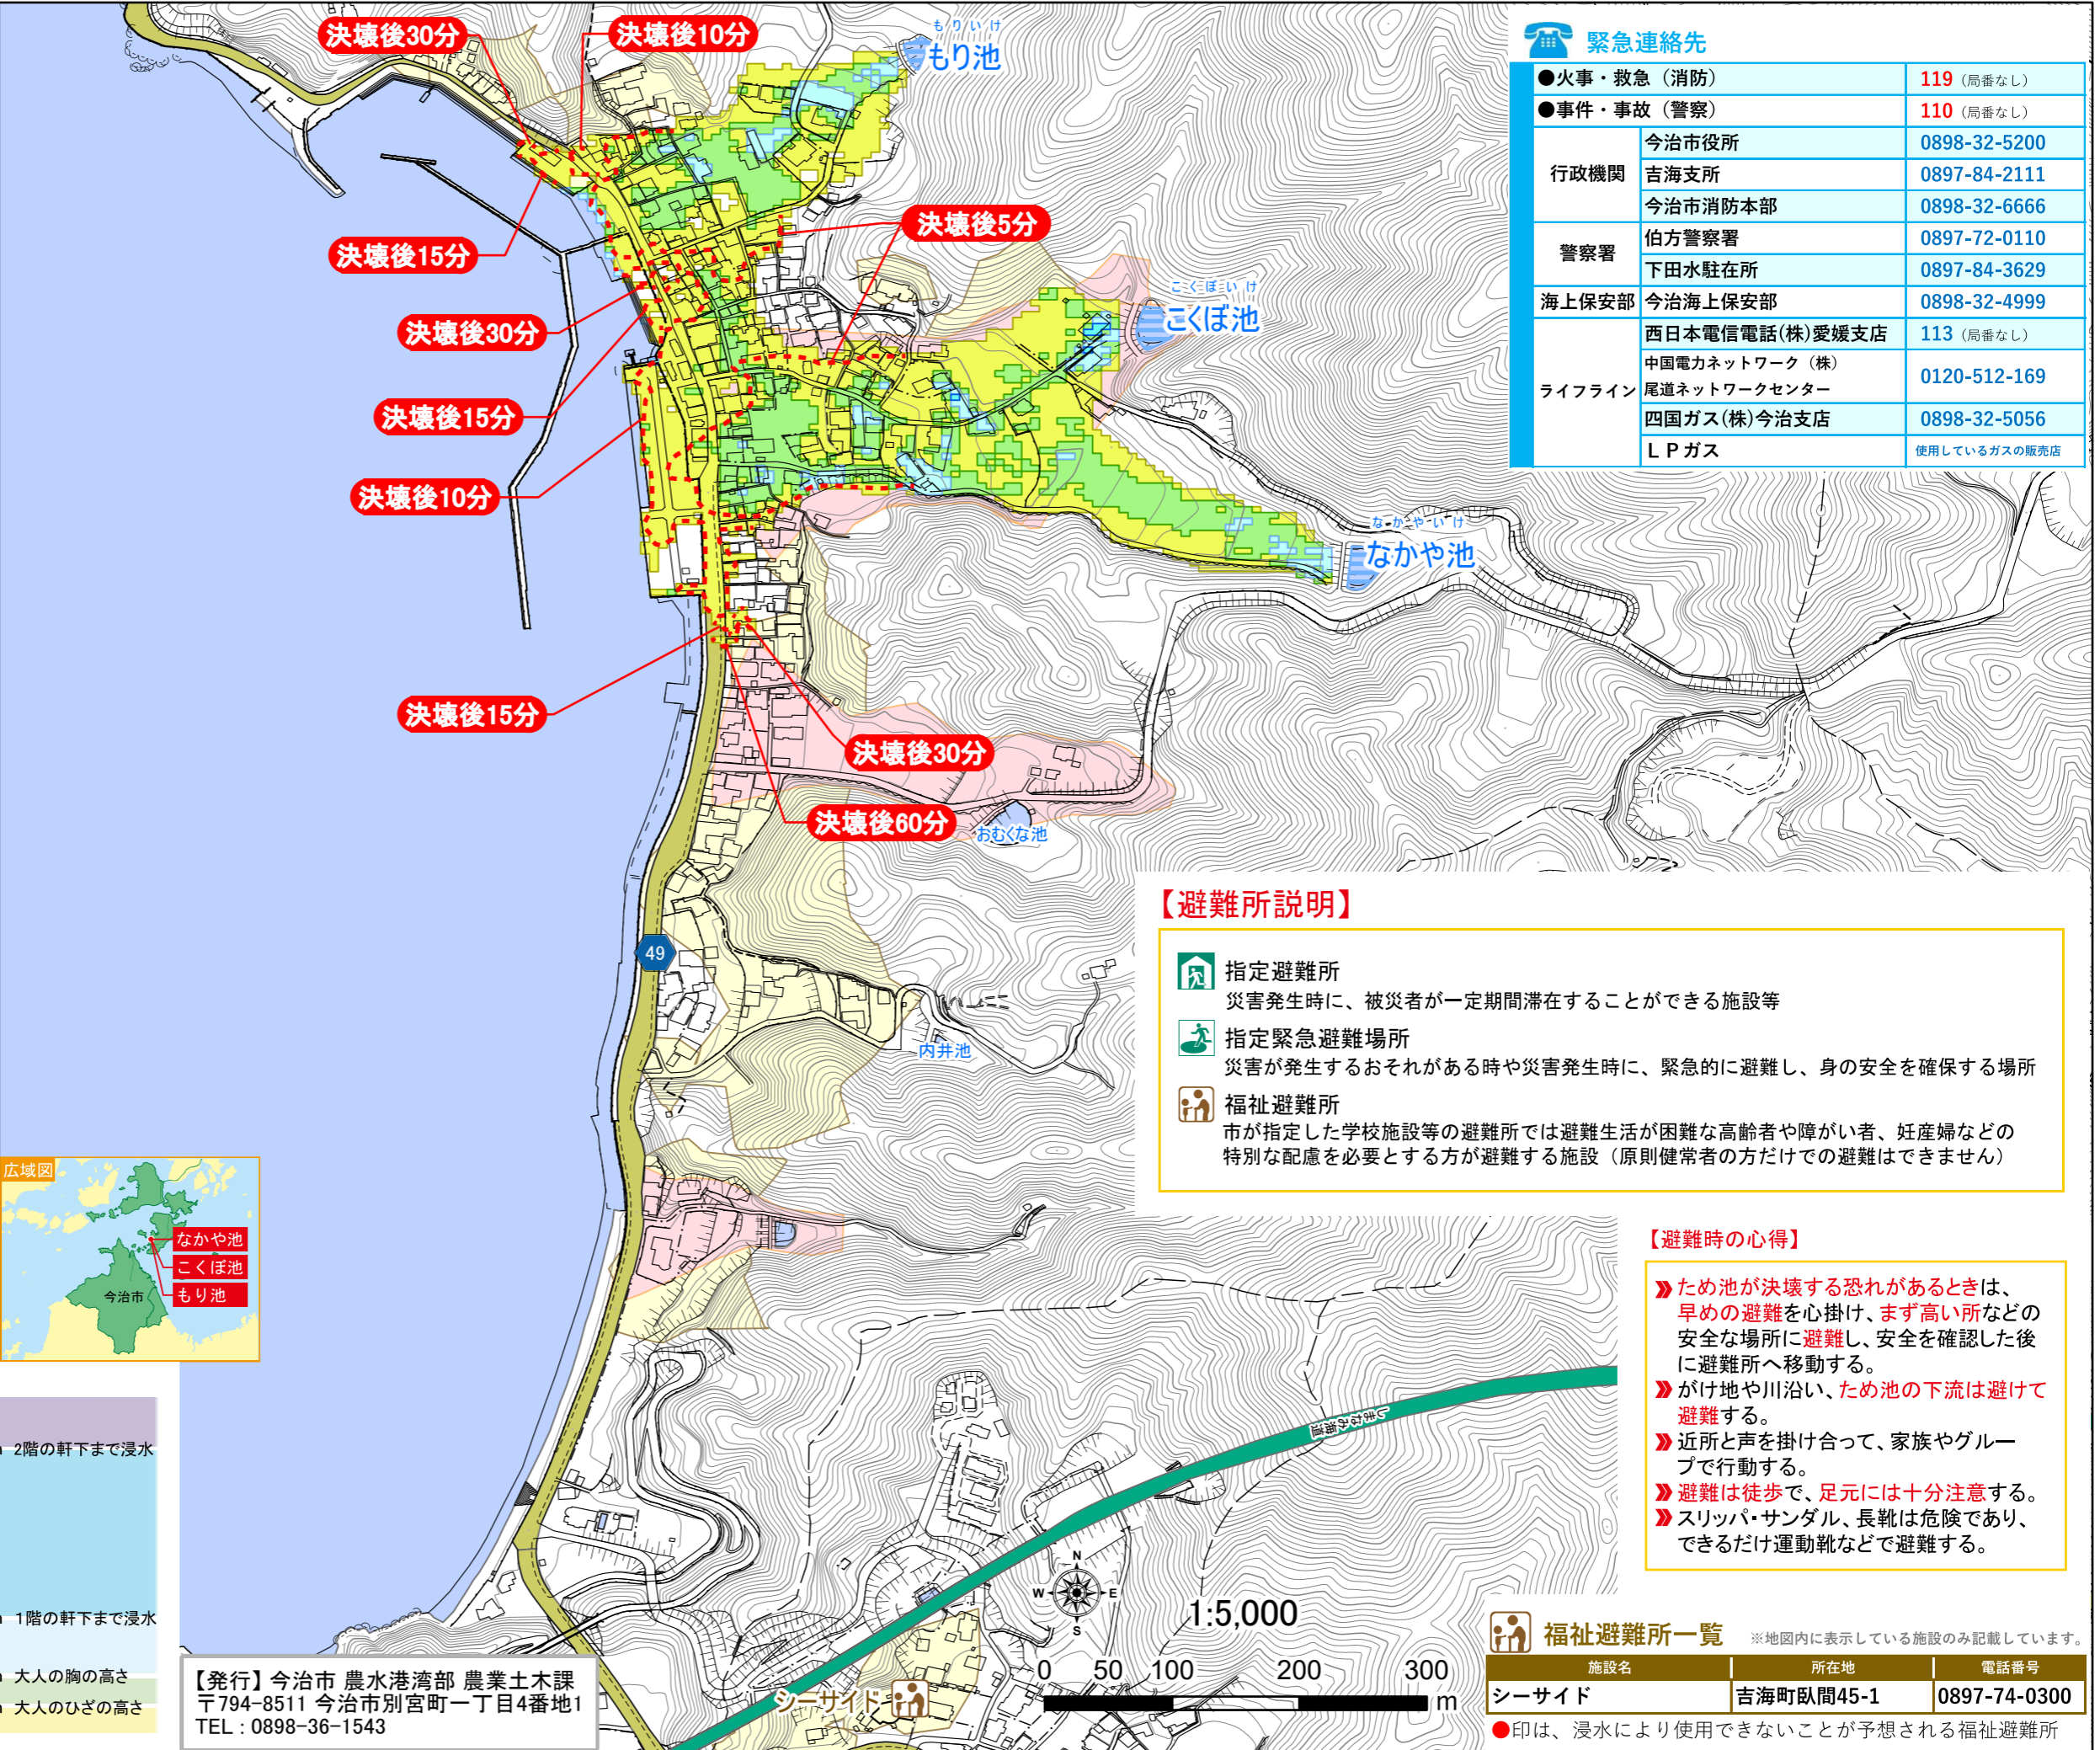 決壊後30分
決壊後10分
もりいけ
もり池
決壊後15分
決壊後5分
決壊後30分
決壊後15分
決壊後10分
こくぼいけ
こくぼ池
なかやいけ
なかや池
決壊後15分
決壊後30分
決壊後60分
おむくな池
49
内井池
緊急連絡先
●火事・救急（消防） 119（局番なし）
●事件・事故（警察） 110（局番なし）
行政機関
今治市役所 0898-32-5200
吉海支所 0897-84-2111
今治市消防本部 0898-32-6666
警察署
伯方警察署 0897-72-0110
下田水駐在所 0897-84-3629
海上保安部 今治海上保安部 0898-32-4999
ライフライン
西日本電信電話(株)愛媛支店 113（局番なし）
中国電力ネットワーク（株）
尾道ネットワークセンター 0120-512-169
四国ガス(株)今治支店 0898-32-5056
ＬＰガス 使用しているガスの販売店
【避難所説明】
指定避難所
災害発生時に、被災者が一定期間滞在することができる施設等
指定緊急避難場所
災害が発生するおそれがある時や災害発生時に、緊急的に避難し、身の安全を確保する場所
福祉避難所
市が指定した学校施設等の避難所では避難生活が困難な高齢者や障がい者、妊産婦などの
特別な配慮を必要とする方が避難する施設（原則健常者の方だけでの避難はできません）
広域図
なかや池
こくぼ池
もり池
今治市
【避難時の心得】
ため池が決壊する恐れがあるときは、
早めの避難を心掛け、まず高い所などの
安全な場所に避難し、安全を確認した後
に避難所へ移動する。
がけ地や川沿い、ため池の下流は避けて
避難する。
近所と声を掛け合って、家族やグルー
プで行動する。
避難は徒歩で、足元には十分注意する。
スリッパ・サンダル、長靴は危険であり、
できるだけ運動靴などで避難する。
しまなみ海道
2階の軒下まで浸水
1階の軒下まで浸水
大人の胸の高さ
大人のひざの高さ
【発行】今治市 農水港湾部 農業土木課
〒794-8511 今治市別宮町一丁目4番地1
TEL：0898-36-1543
シーサイド
N
W E
S
1:5,000
0 50 100 200 300
m
福祉避難所一覧 ※地図内に表示している施設のみ記載しています。
施設名 所在地 電話番号
シーサイド 吉海町臥間45-1 0897-74-0300
●印は、浸水により使用できないことが予想される福祉避難所